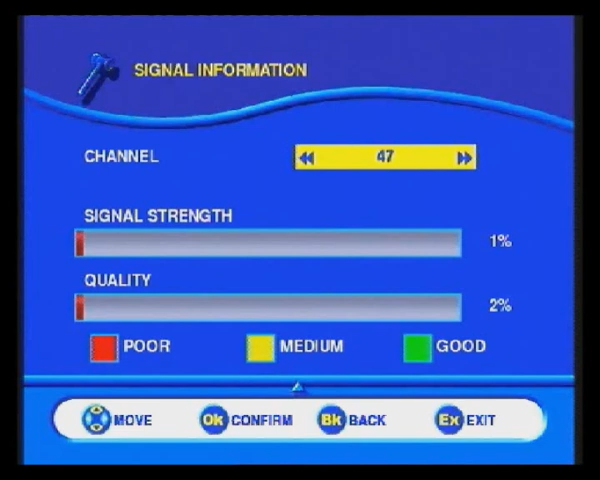 SIGNAL INFORMATION
CHANNEL 47
SIGNAL STRENGTH
1%
QUALITY
2%
POOR MEDIUM GOOD
MOVE Ok CONFIRM Bk BACK Ex EXIT